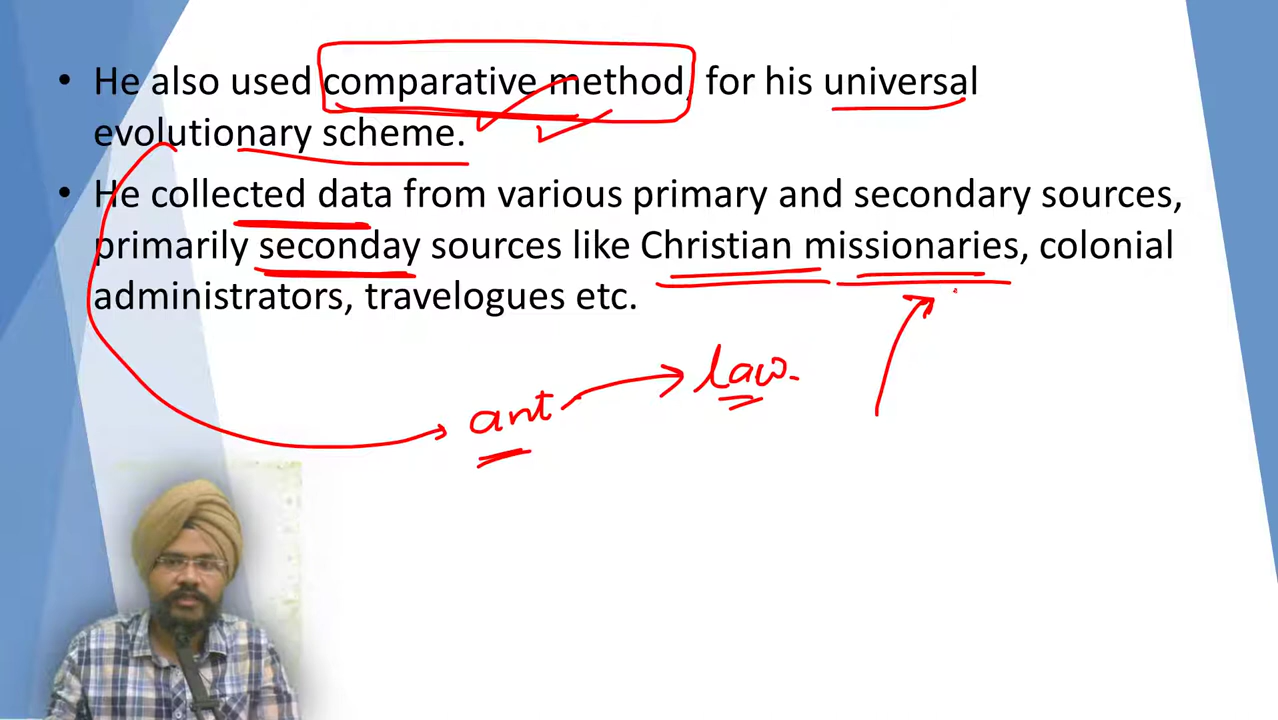 • He also used comparative method, for his universal
evolutionary scheme.
• He collected data from various primary and secondary sources,
primarily seconday sources like Christian missionaries, colonial
administrators, travelogues etc.
law.
ant